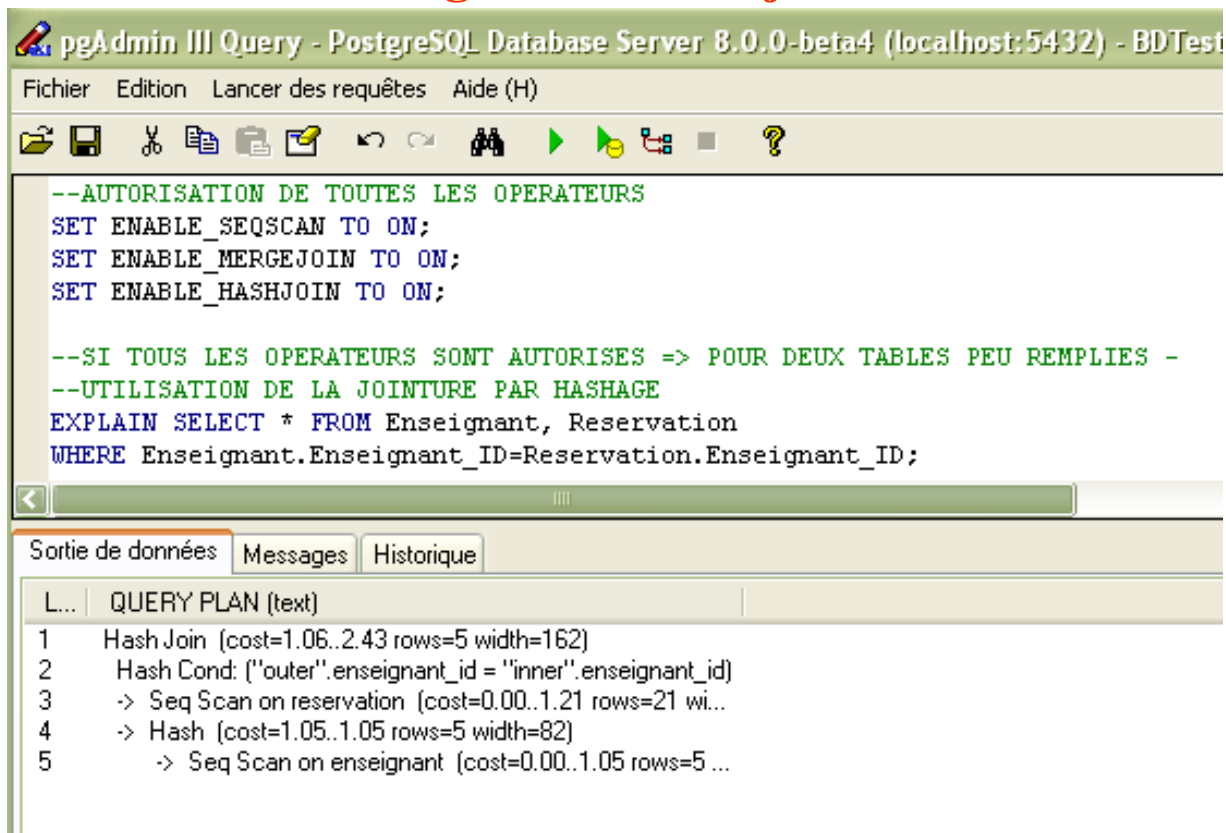 pgAdmin III Query - PostgreSQL Database Server 8.0.0-beta4 (localhost:5432) - BDTest
Fichier Edition Lancer des requêtes Aide (H)
--AUTORISATION DE TOUTES LES OPERATEURS
SET ENABLE_SEQSCAN TO ON;
SET ENABLE_MERGEJOIN TO ON;
SET ENABLE_HASHJOIN TO ON;
--SI TOUS LES OPERATEURS SONT AUTORISES => POUR DEUX TABLES PEU REMPLIES -
--UTILISATION DE LA JOINTURE PAR HASHAGE
EXPLAIN SELECT * FROM Enseignant, Reservation
WHERE Enseignant.Enseignant_ID=Reservation.Enseignant_ID;
Sortie de données Messages Historique
L... QUERY PLAN (text)
1 Hash Join (cost=1.06..2.43 rows=5 width=162)
2 Hash Cond: ("outer".enseignant_id = "inner".enseignant_id)
3 -> Seq Scan on reservation (cost=0.00..1.21 rows=21 wi...
4 -> Hash (cost=1.05..1.05 rows=5 width=82)
5 -> Seq Scan on enseignant (cost=0.00..1.05 rows=5 ...